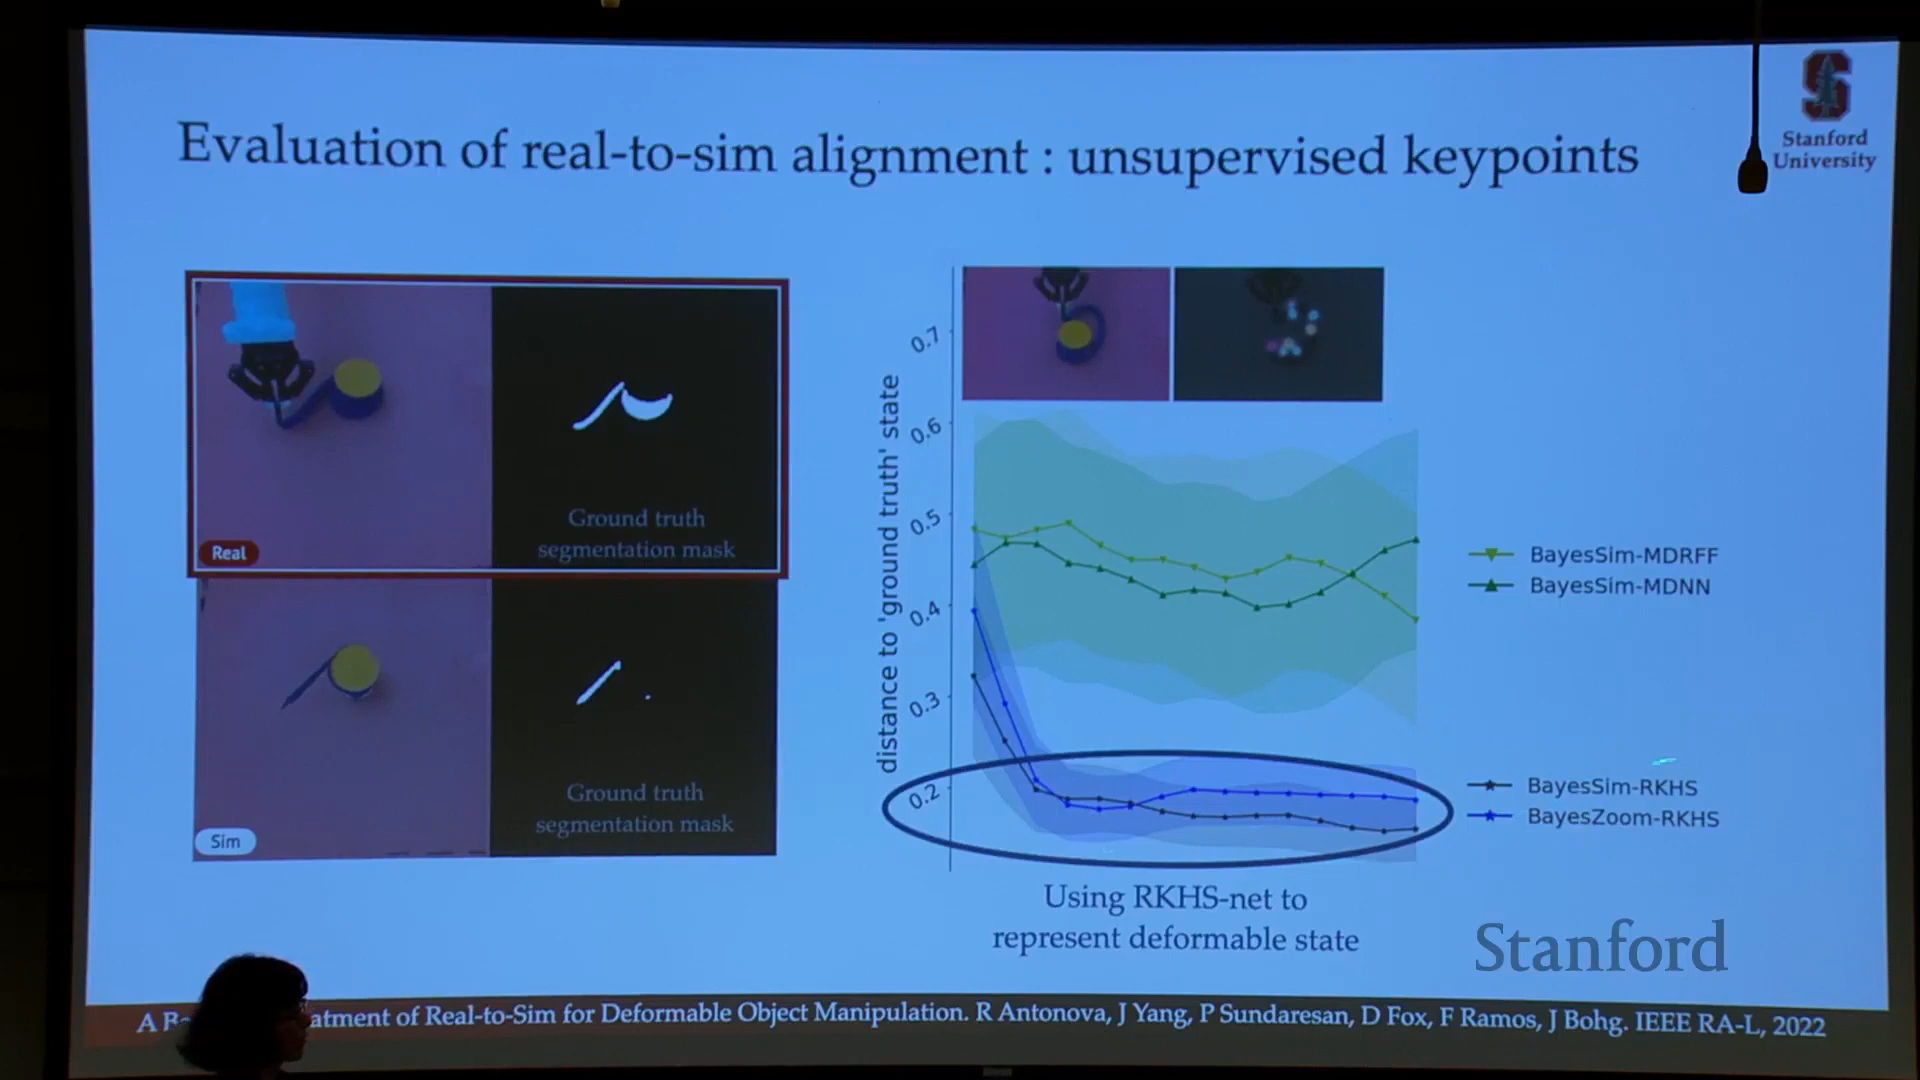 Evaluation of real-to-sim alignment : unsupervised keypoints
Stanford
University
Ground truth
segmentation mask
Real
Ground truth
segmentation mask
Sim
distance to 'ground truth' state
0.7
0.6
0.5
0.4
0.3
0.2
BayesSim-MDRFF
BayesSim-MDNN
BayesSim-RKHS
BayesZoom-RKHS
Using RKHS-net to
represent deformable state
Stanford
A atment of Real-to-Sim for Deformable Object Manipulation. R Antonova, J Yang, P Sundaresan, D Fox, F Ramos, J Bohg. IEEE RA-L, 2022